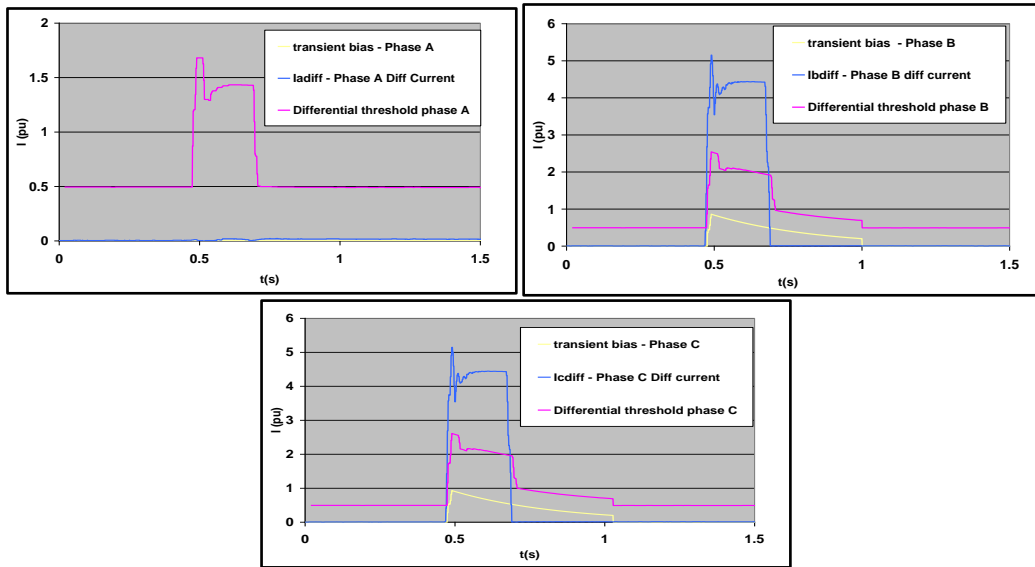 2
1.5
1
0.5
0
I (pu)
transient bias - Phase A
Iadiff - Phase A Diff Current
Differential threshold phase A
0 0.5 1 1.5
t(s)
6
5
4
3
2
1
0
I (pu)
transient bias - Phase B
Ibdiff - Phase B diff current
Differential threshold phase B
0 0.5 1 1.5
t(s)
6
5
4
3
2
1
0
I (pu)
transient bias - Phase C
Icdiff - Phase C Diff current
Differential threshold phase C
0 0.5 1 1.5
t(s)